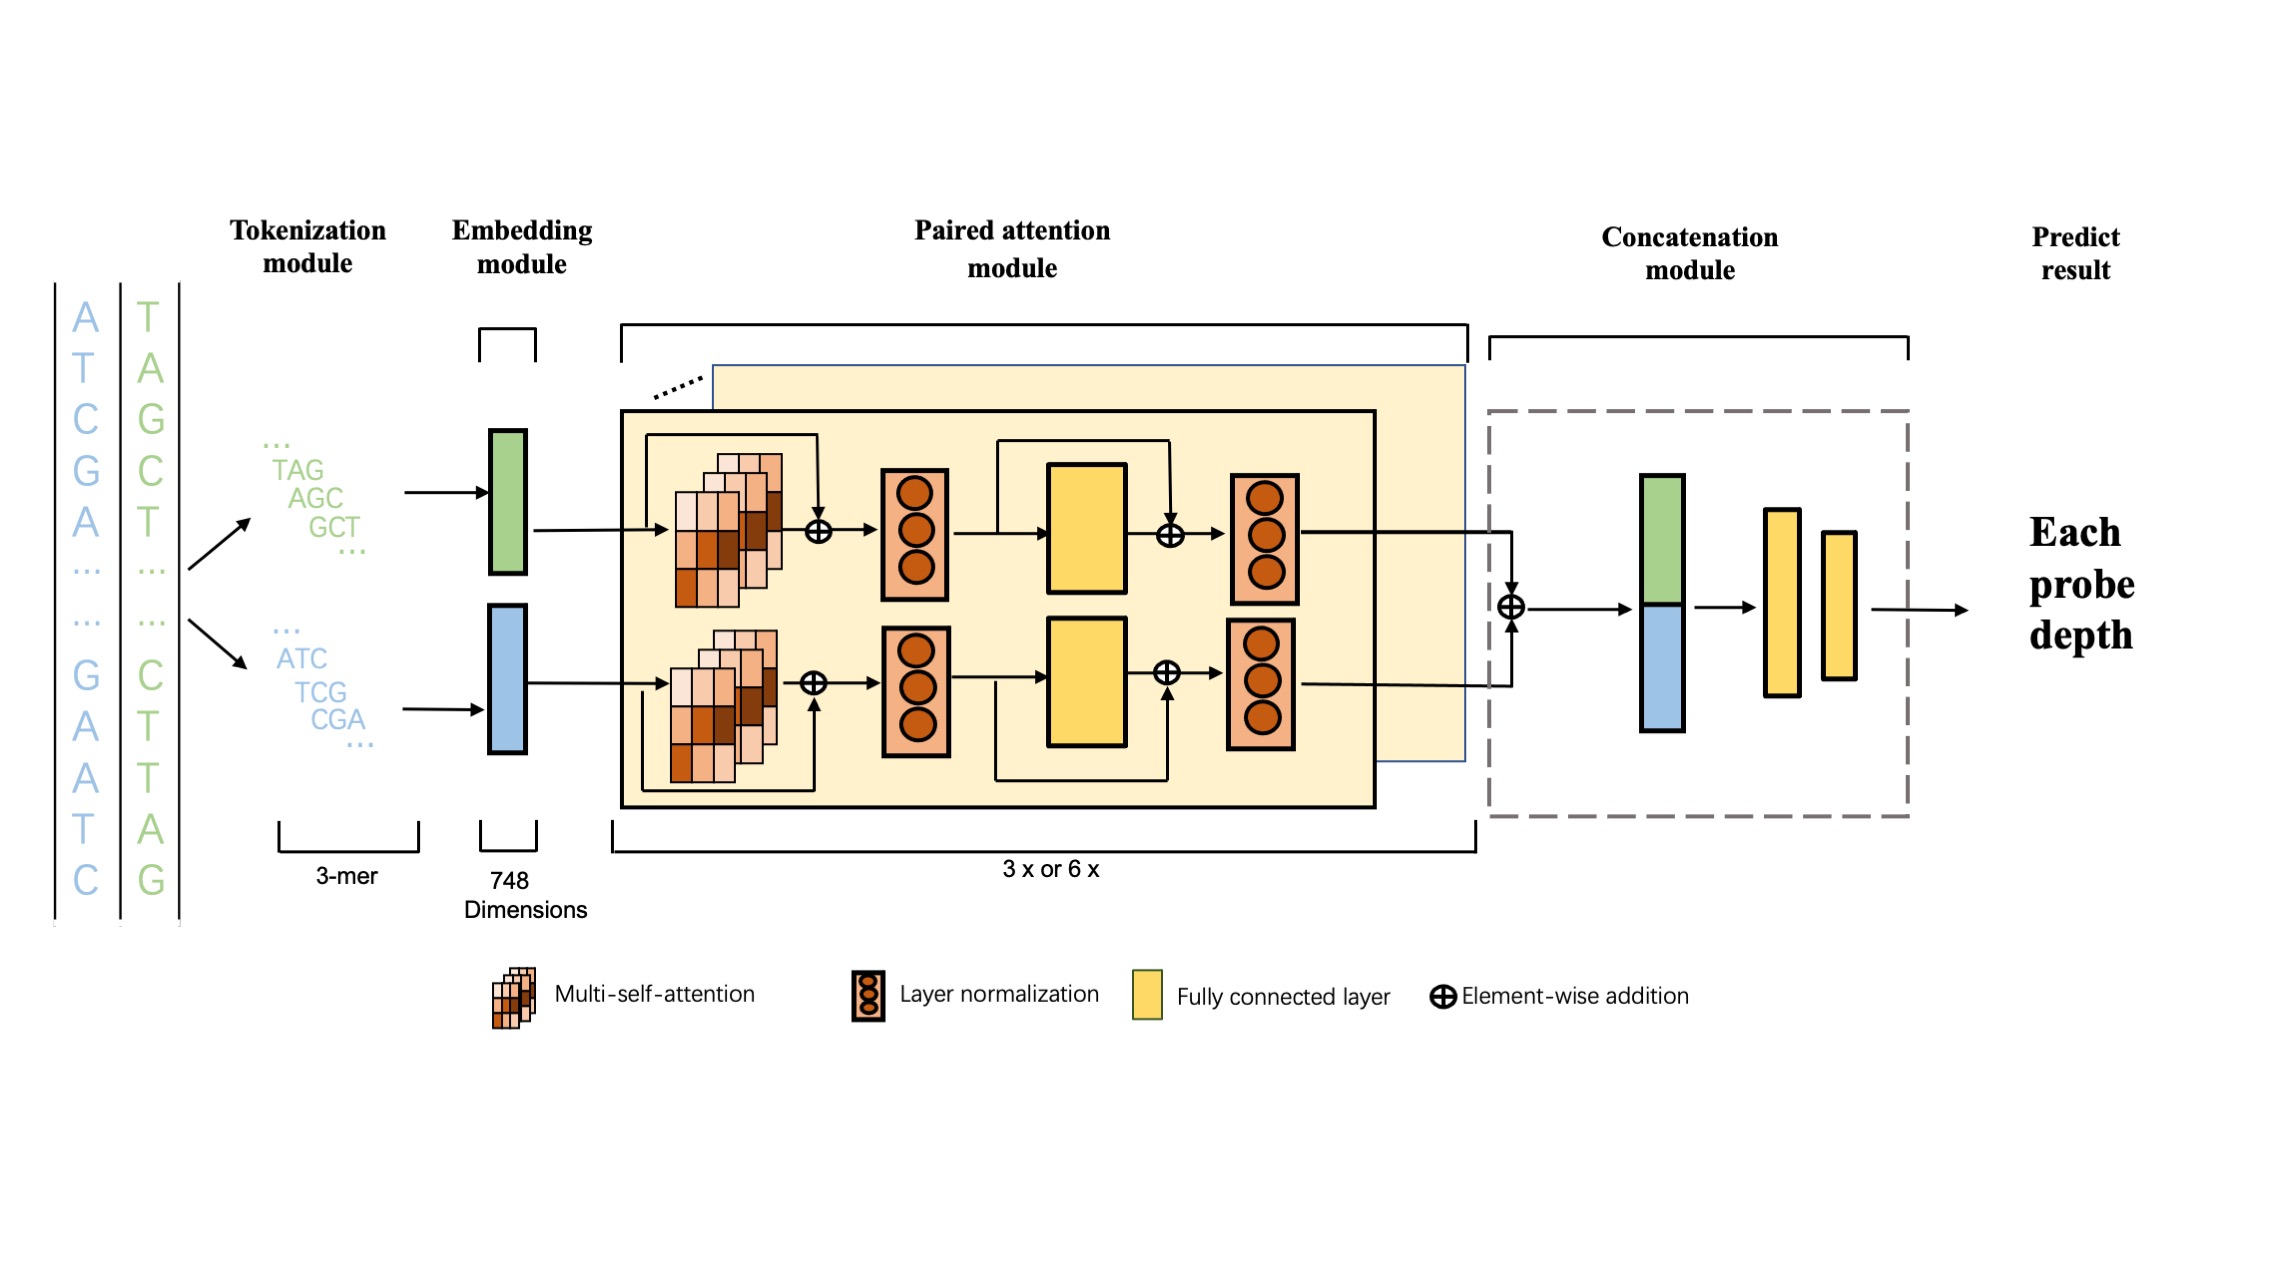 Tokenization
module
Embedding
module
Paired attention
module
Concatenation
module
Predict
result
A T
T A
C G
G C
A T
... ...
... ...
G C
A T
A T
T A
C G
...
TAG
AGC
GCT
...
...
ATC
TCG
CGA
...
Each
probe
depth
3-mer
748
Dimensions
3 x or 6 x
Multi-self-attention
Layer normalization
Fully connected layer
Element-wise addition